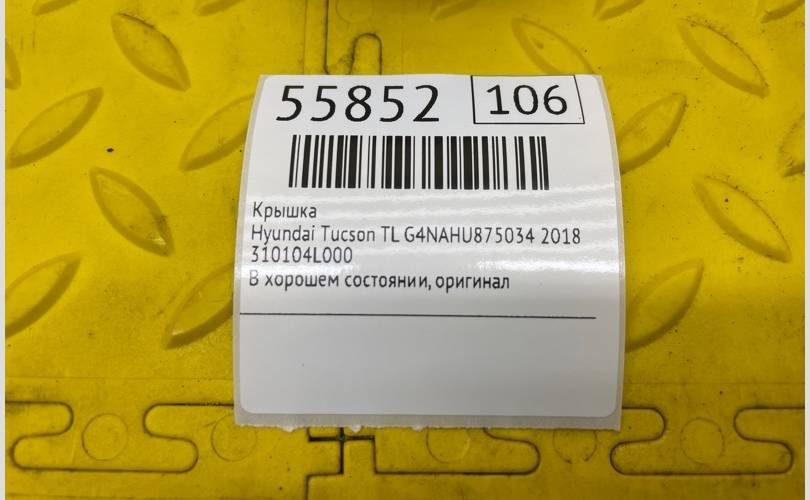 55852 106
Крышка
Hyundai Tucson TL G4NAHU875034 2018
310104L000
В хорошем состоянии, оригинал